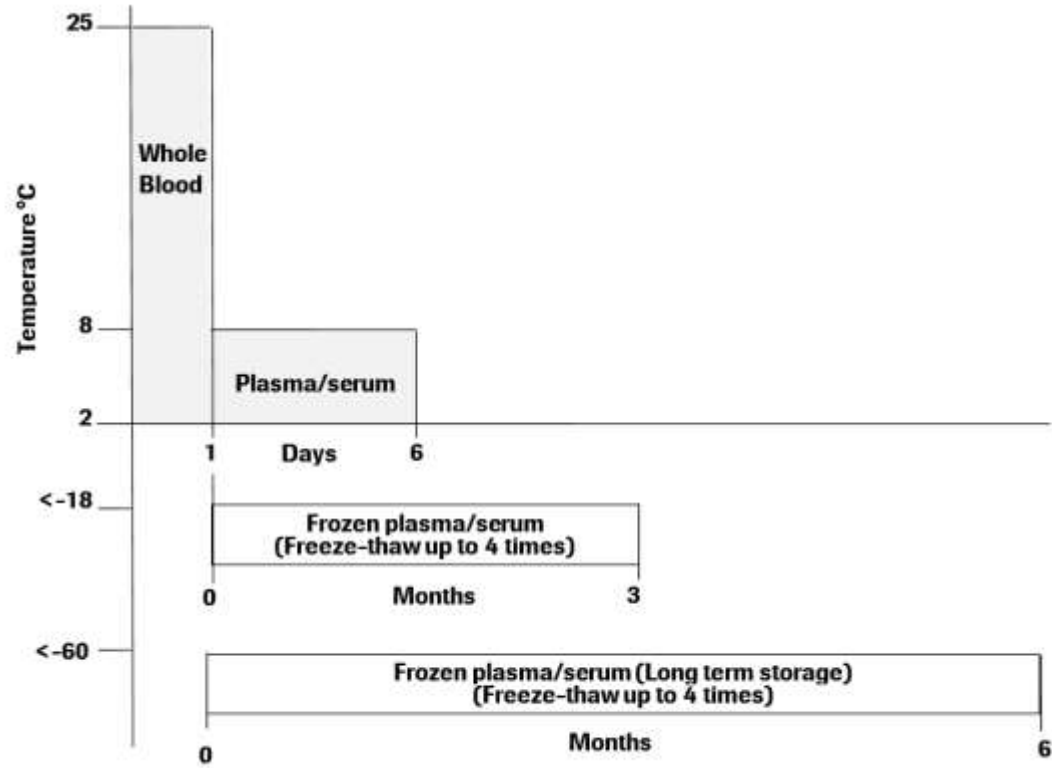 25
Whole
Blood
Temperature °C
8
Plasma/serum
2
1 Days 6
<-18
Frozen plasma/serum
(Freeze-thaw up to 4 times)
0 Months 3
<-60
Frozen plasma/serum (Long term storage)
(Freeze-thaw up to 4 times)
0 Months 6